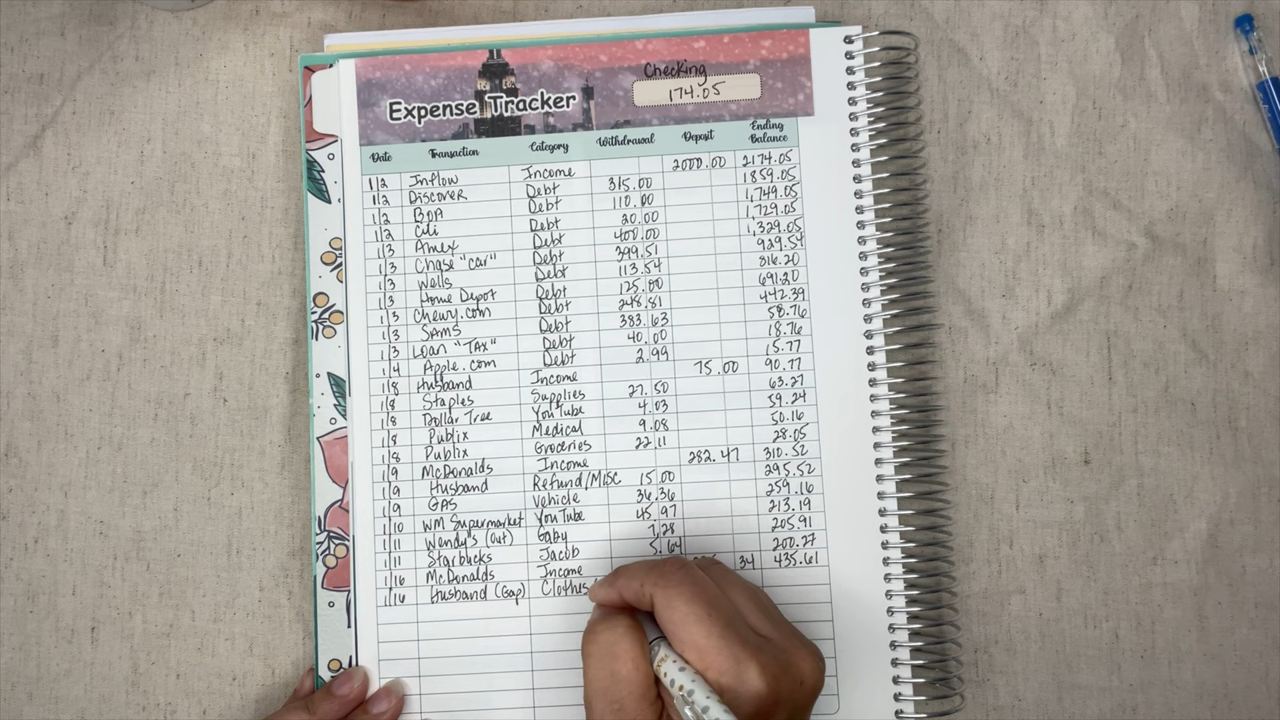 Checking
174.05
Expense Tracker
Date Transaction Category Withdrawal Deposit Ending Balance
1/2 Inflow Income 2000.00 2174.05
1/2 Discover Debt 315.00 1859.05
1/2 BOA Debt 110.00 1,749.05
1/2 Citi Debt 20.00 1,729.05
1/3 Amex Debt 400.00 1,329.05
1/3 Chase "car" Debt 399.51 929.54
1/3 Wells Debt 113.54 816.20
1/3 Home Depot Debt 125.00 691.20
1/3 Chewy.com Debt 248.81 442.39
1/3 SAMS Debt 383.63 58.76
1/3 Loan "TAX" Debt 40.00 18.76
1/4 Apple.com Debt 2.99 15.77
1/8 Husband Income 75.00 90.77
1/8 Staples Supplies 27.50 63.27
1/8 Dollar Tree YouTube 4.03 59.24
1/8 Publix Medical 9.08 50.16
1/8 Publix Groceries 22.11 28.05
1/9 McDonalds Income 282.47 310.52
1/9 Husband Refund/MISC 15.00 295.52
1/9 GAS Vehicle 36.36 259.16
1/10 WM Supermarket YouTube 45.97 213.19
1/11 Wendy's (out) Gaby 7.28 205.91
1/11 Starbucks Jacob 5.64 200.27
1/16 McDonalds Income 34 435.61
1/16 Husband (Gap) Clothes